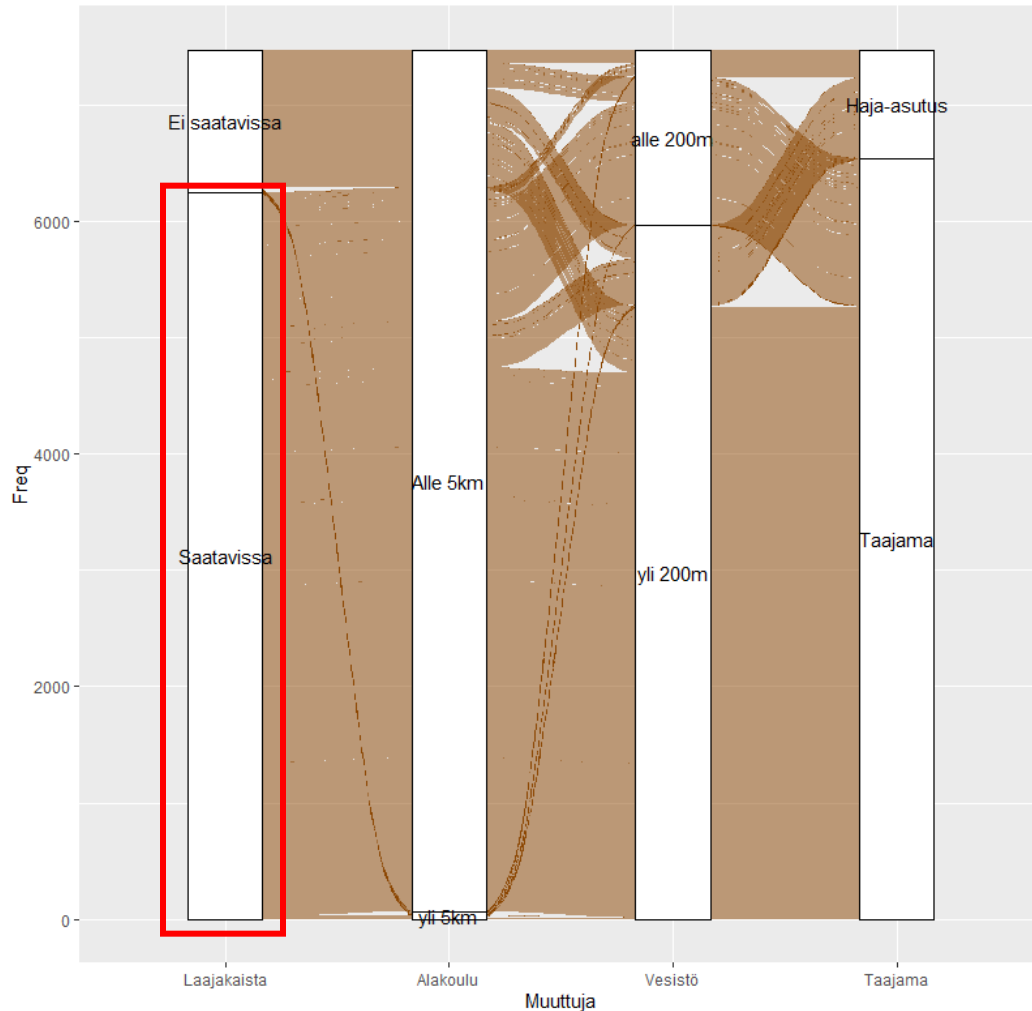 Freq
6000
4000
2000
0
Ei saatavissa
Saatavissa
Alle 5km
yli 5km
alle 200m
yli 200m
Haja-asutus
Taajama
Laajakaista
Alakoulu
Vesistö
Taajama
Muuttuja